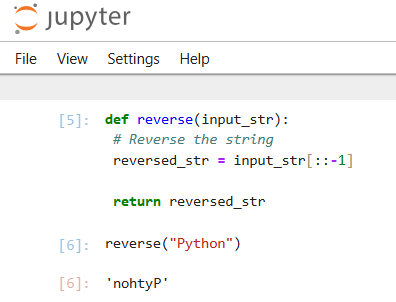 jupyter
File View Settings Help
[5]: def reverse(input_str):
# Reverse the string
reversed_str = input_str[::-1]
return reversed_str
[6]: reverse("Python")
[6]: 'nohtyP'